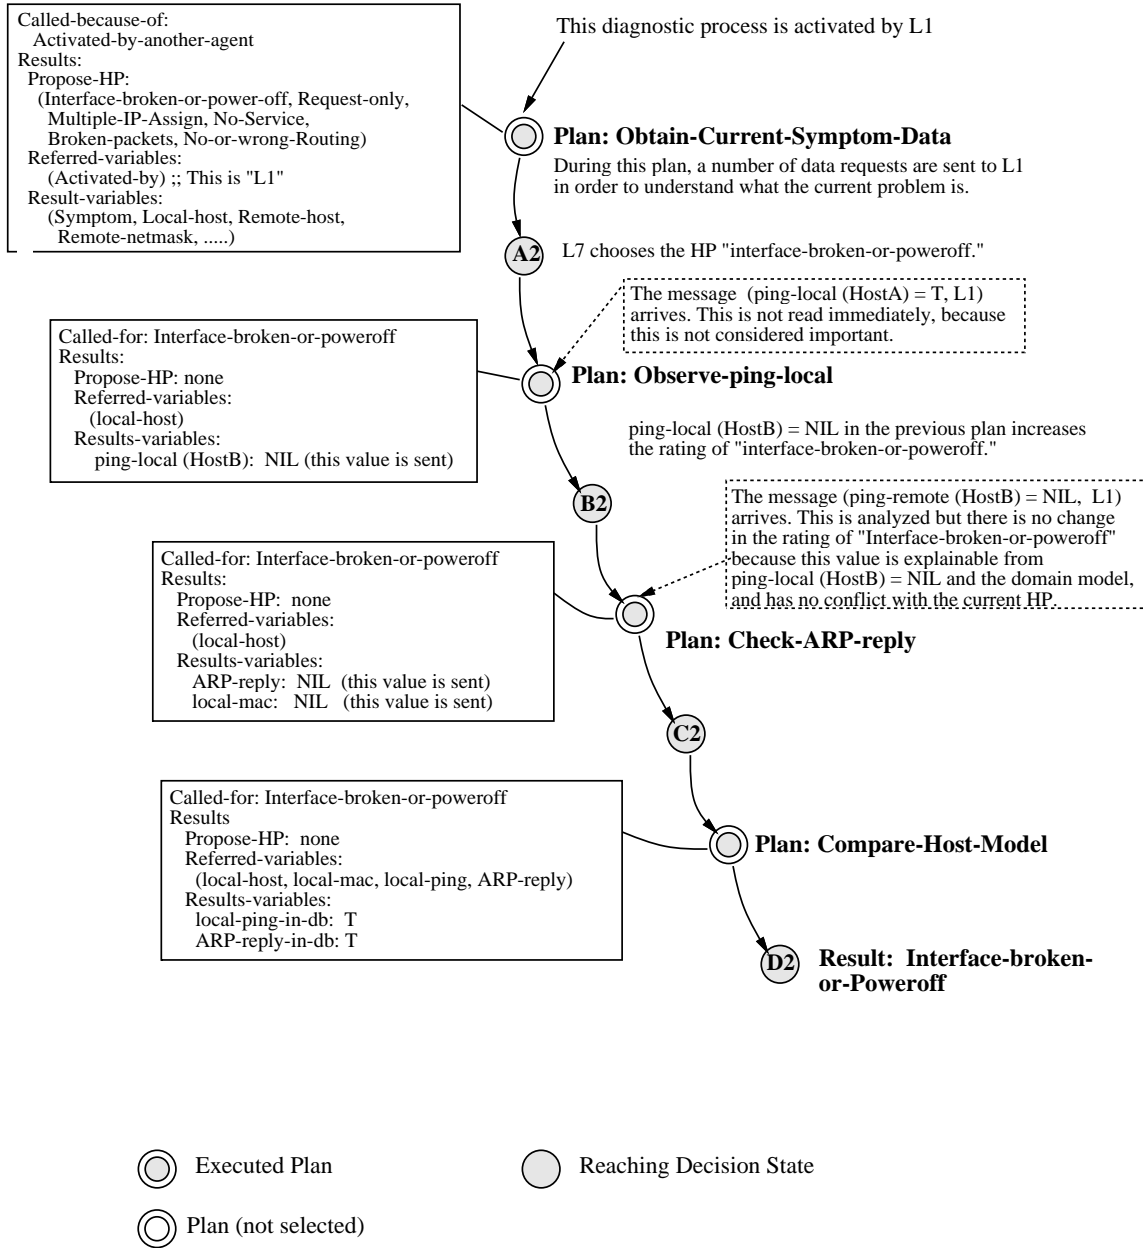 Called-because-of:
Activated-by-another-agent
Results:
Propose-HP:
(Interface-broken-or-power-off, Request-only,
Multiple-IP-Assign, No-Service,
Broken-packets, No-or-wrong-Routing)
Referred-variables:
(Activated-by) ;; This is "L1"
Result-variables:
(Symptom, Local-host, Remote-host,
Remote-netmask, .....)
This diagnostic process is activated by L1
Plan: Obtain-Current-Symptom-Data
During this plan, a number of data requests are sent to L1
in order to understand what the current problem is.
A2
L7 chooses the HP "interface-broken-or-poweroff."
The message (ping-local (HostA) = T, L1)
arrives. This is not read immediately, because
this is not considered important.
Called-for: Interface-broken-or-poweroff
Results:
Propose-HP: none
Referred-variables:
(local-host)
Results-variables:
ping-local (HostB): NIL (this value is sent)
Plan: Observe-ping-local
ping-local (HostB) = NIL in the previous plan increases
the rating of "interface-broken-or-poweroff."
B2
The message (ping-remote (HostB) = NIL, L1)
arrives. This is analyzed but there is no change
in the rating of "Interface-broken-or-poweroff"
because this value is explainable from
ping-local (HostB) = NIL and the domain model,
and has no conflict with the current HP.
Called-for: Interface-broken-or-poweroff
Results:
Propose-HP: none
Referred-variables:
(local-host)
Results-variables:
ARP-reply: NIL (this value is sent)
local-mac: NIL (this value is sent)
Plan: Check-ARP-reply
C2
Called-for: Interface-broken-or-poweroff
Results
Propose-HP: none
Referred-variables:
(local-host, local-mac, local-ping, ARP-reply)
Results-variables:
local-ping-in-db: T
ARP-reply-in-db: T
Plan: Compare-Host-Model
D2
Result: Interface-broken-
or-Poweroff
Executed Plan
Reaching Decision State
Plan (not selected)